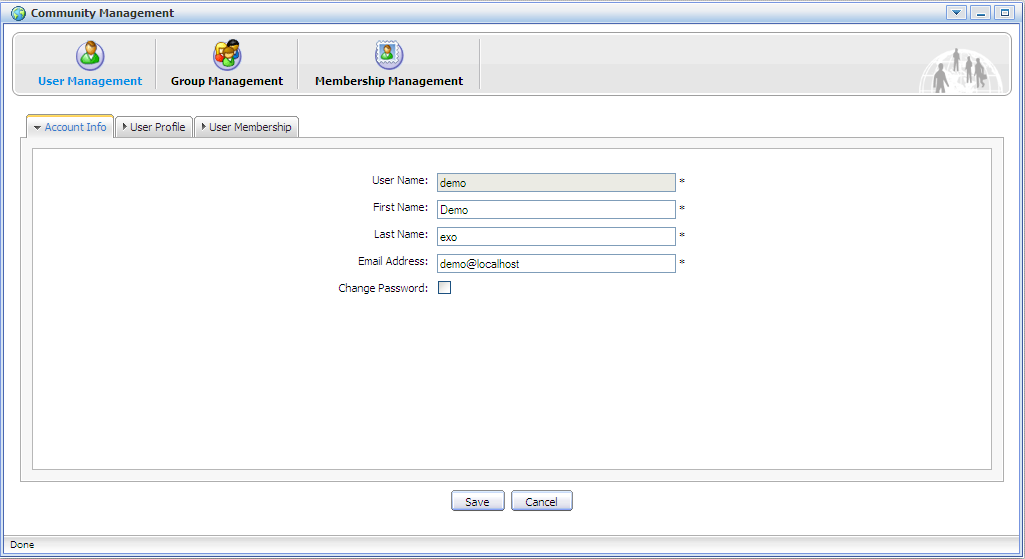 Community Management
User Management Group Management Membership Management
Account Info User Profile User Membership
User Name: demo *
First Name: Demo *
Last Name: exo *
Email Address: demo@localhost *
Change Password:
Save Cancel
Done